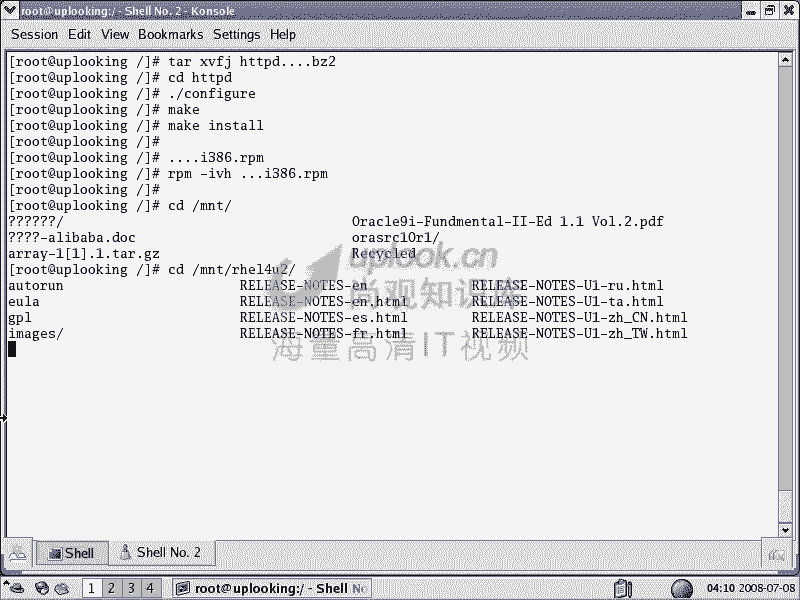 root@uplooking:/ - Shell No. 2 - Konsole
Session Edit View Bookmarks Settings Help
[root@uplooking /]# tar xvfj httpd....bz2
[root@uplooking /]# cd httpd
[root@uplooking /]# ./configure
[root@uplooking /]# make
[root@uplooking /]# make install
[root@uplooking /]#
[root@uplooking /]# ....i386.rpm
[root@uplooking /]# rpm -ivh ...i386.rpm
[root@uplooking /]#
[root@uplooking /]# cd /mnt/
??????/ Oracle9i-Fundmental-II-Ed 1.1 Vol.2.pdf
????-alibaba.doc orasrc10r1/
array-1[1].1.tar.gz Recycled
[root@uplooking /]# cd /mnt/rhel4u2/
autorun RELEASE-NOTES-en RELEASE-NOTES-U1-ru.html
eula RELEASE-NOTES-en.html RELEASE-NOTES-U1-ta.html
gpl RELEASE-NOTES-es.html RELEASE-NOTES-U1-zh_CN.html
images/ RELEASE-NOTES-fr.html RELEASE-NOTES-U1-zh_TW.html
uplook.cn
尚观知识库
海量高清IT视频
Shell Shell No. 2
1 2 3 4 root@uplooking:/ - Shell No 04:10 2008-07-08